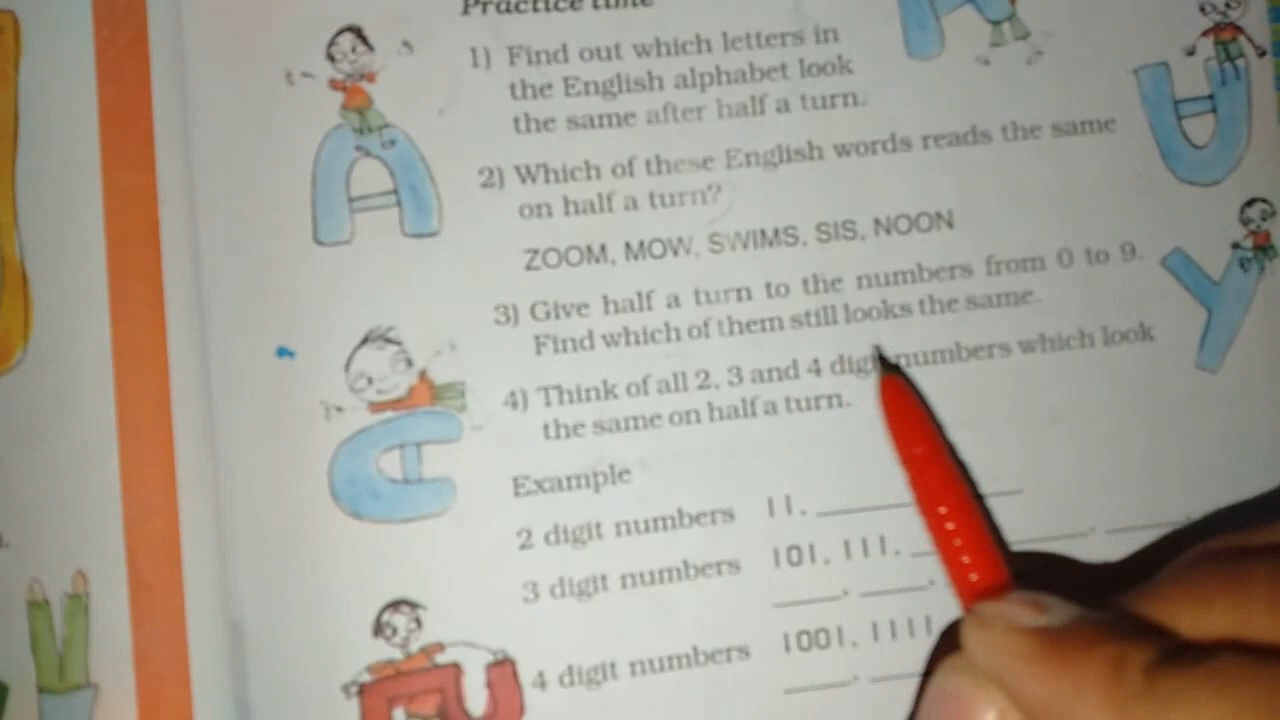 Practice time
1) Find out which letters in
the English alphabet look
the same after half a turn.
2) Which of these English words reads the same
on half a turn?
ZOOM, MOW, SWIMS, SIS, NOON
3) Give half a turn to the numbers from 0 to 9.
Find which of them still looks the same.
4) Think of all 2, 3 and 4 digit numbers which look
the same on half a turn.
Example
2 digit numbers 11,
3 digit numbers 101, 111,
4 digit numbers 1001, 1111